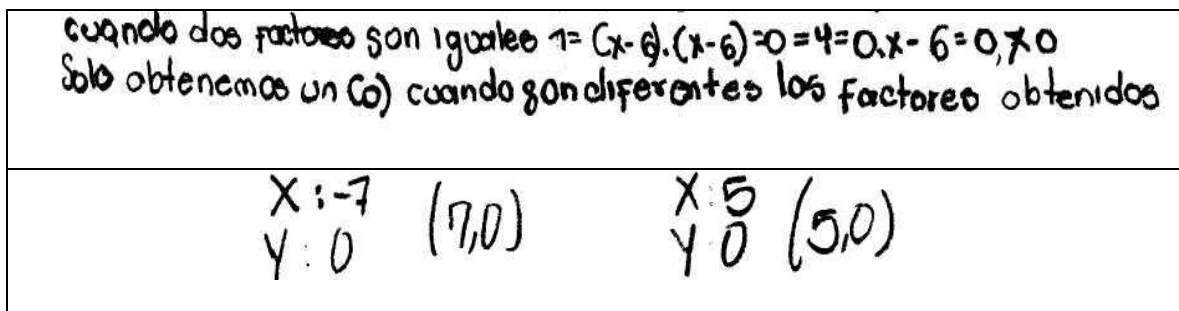 cuando dos factores son iguales 1= (x-6).(x-6)=0=4=0.x-6=0,x0
Solo obtenemos un (0) cuando son diferentes los factores obtenidos
X:-7 (7,0) X:5 (5,0)
Y:0 Y 0